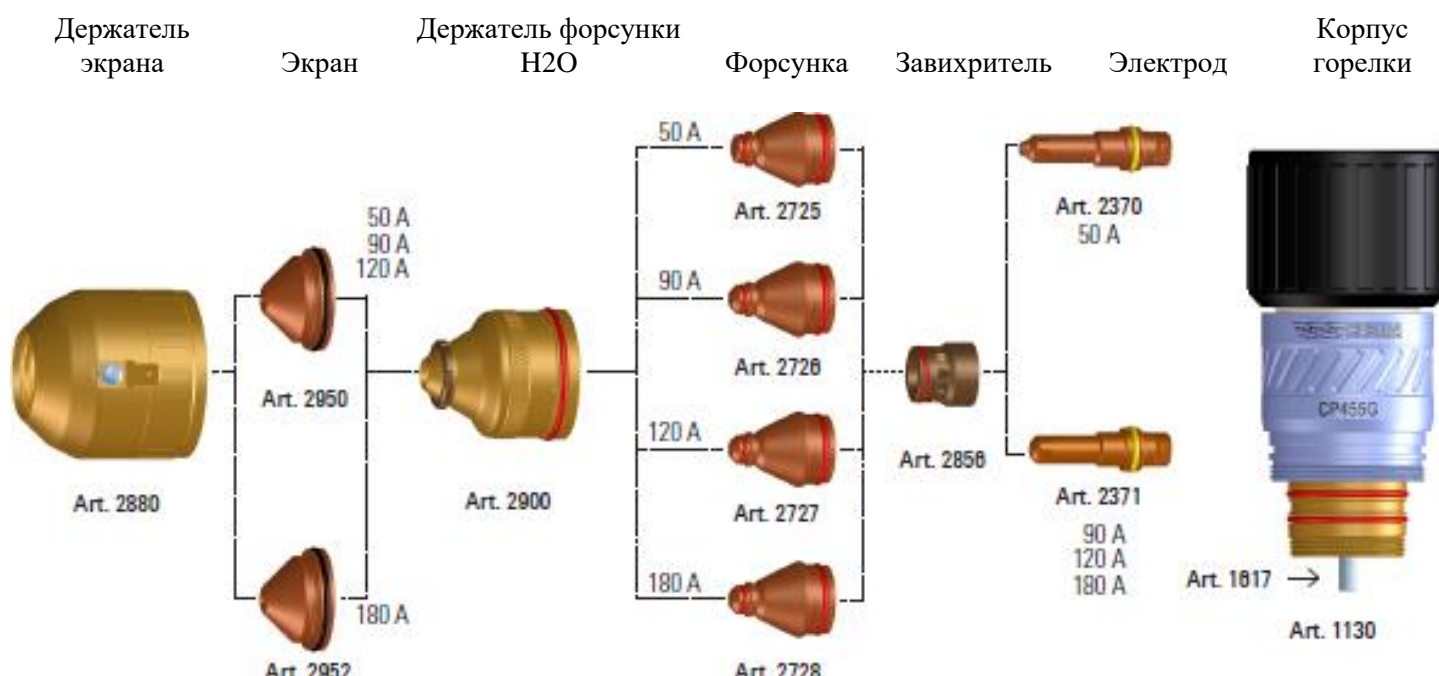 Держатель экрана
Экран
Держатель форсунки H2O
Форсунка
Завихритель
Электрод
Корпус горелки
50 A
Art. 2725
Art. 2370
50 A
50 A
90 A
120 A
90 A
Art. 2726
CP455G
Art. 2950
120 A
Art. 2856
Art. 2880
Art. 2900
Art. 2727
Art. 2371
90 A
120 A
180 A
180 A
180 A
Art. 1617 →
Art. 1130
Art. 2952
Art. 2728